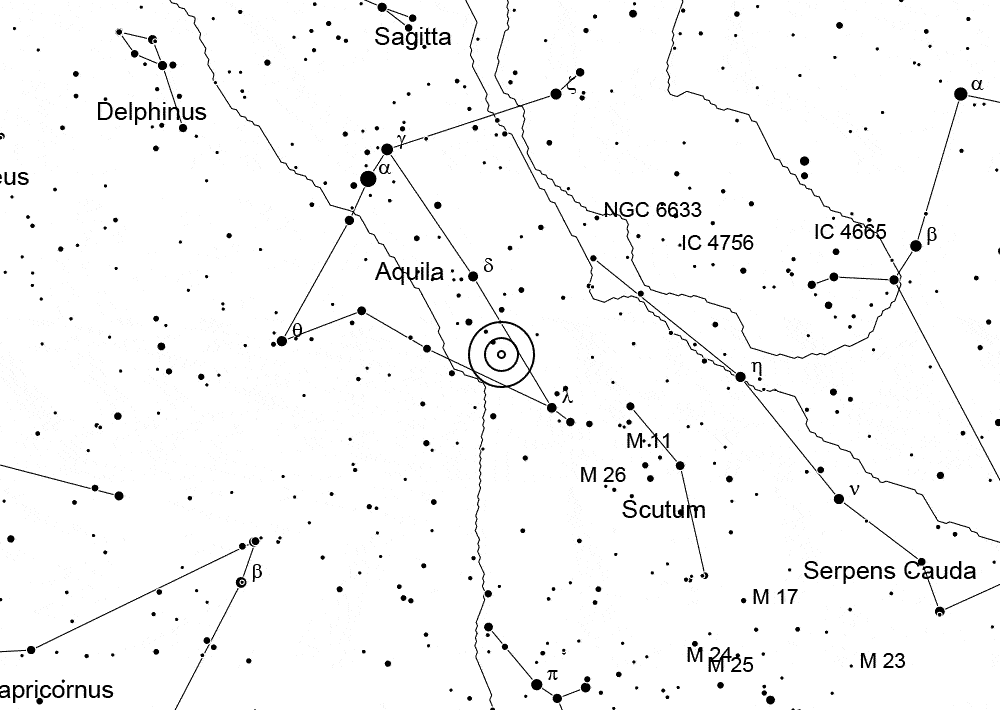 Sagitta
ζ
α
Delphinus
γ
α
eus
NGC 6633
IC 4665
β
IC 4756
δ
Aquila
θ
η
λ
M 11
M 26
ν
Scutum
β
Serpens Cauda
M 17
M 24
M 25
M 23
π
apricornus